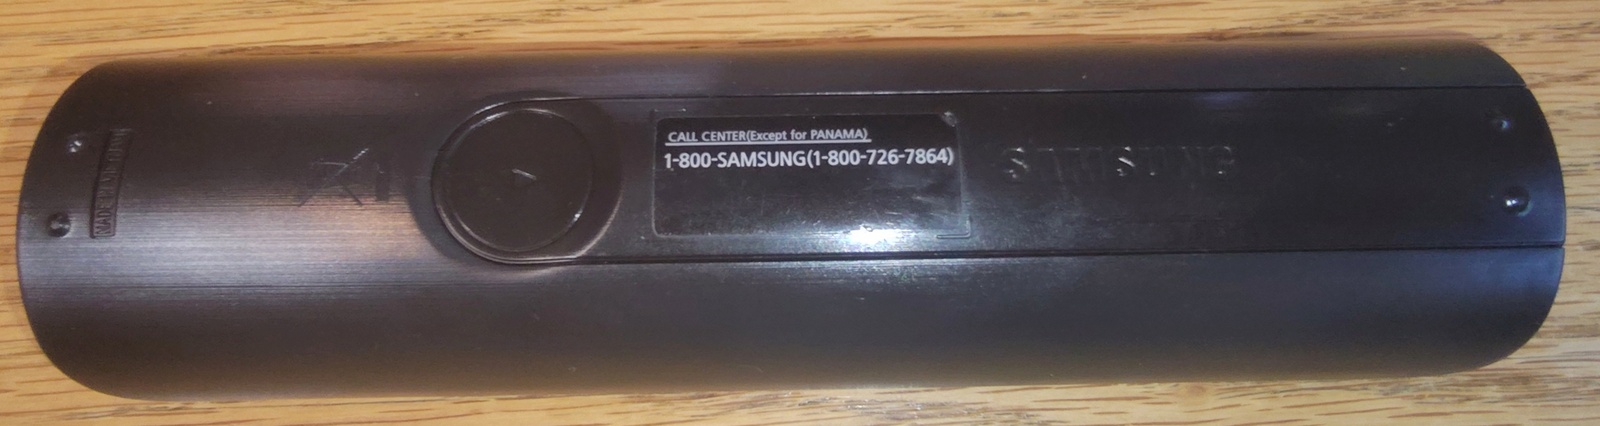 CALL CENTER(Except for PANAMA)
1-800-SAMSUNG(1-800-726-7864)
SAMSUNG